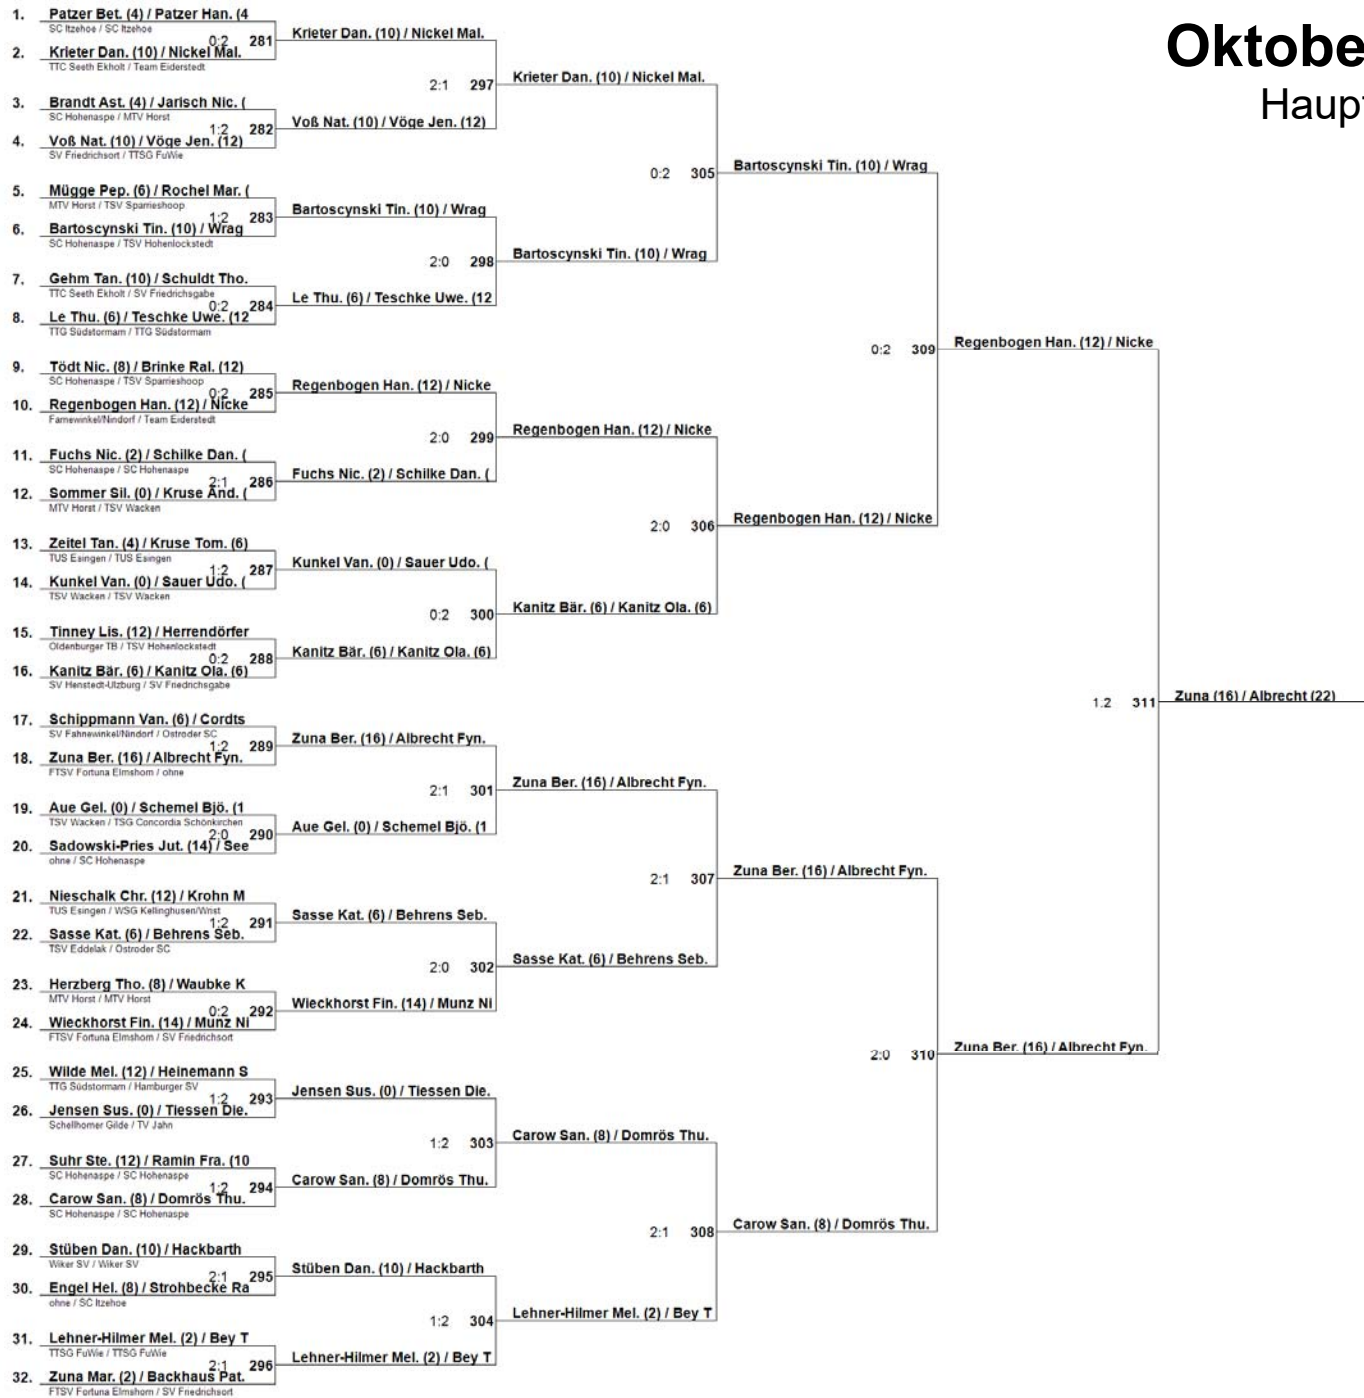 Oktobe
Haupt
1. Patzer Bet. (4) / Patzer Han. (4
SC Itzehoe / SC Itzehoe
0:2 281
2. Krieter Dan. (10) / Nickel Mal.
TTC Seeth Ekholt / Team Eiderstedt
3. Brandt Ast. (4) / Jarisch Nic. (
SC Hohenaspe / MTV Horst
1:2 282
4. Voß Nat. (10) / Vöge Jen. (12)
SV Friedrichsort / TTSG FuWie
5. Mügge Pep. (6) / Rochel Mar. (
MTV Horst / TSV Sparrieshoop
1:2 283
6. Bartoscynski Tin. (10) / Wrag
SC Hohenaspe / TSV Hohenlockstedt
7. Gehm Tan. (10) / Schuldt Tho.
TTC Seeth Ekholt / SV Friedrichsgabe
0:2 284
8. Le Thu. (6) / Teschke Uwe. (12
TTG Südstormarn / TTG Südstormarn
9. Tödt Nic. (8) / Brinke Ral. (12)
SC Hohenaspe / TSV Sparrieshoop
0:2 285
10. Regenbogen Han. (12) / Nicke
Farnewinkel/Nindorf / Team Eiderstedt
11. Fuchs Nic. (2) / Schilke Dan. (
SC Hohenaspe / SC Hohenaspe
2:1 286
12. Sommer Sil. (0) / Kruse And. (
MTV Horst / TSV Wacken
13. Zeitel Tan. (4) / Kruse Tom. (6)
TUS Esingen / TUS Esingen
1:2 287
14. Kunkel Van. (0) / Sauer Udo. (
TSV Wacken / TSV Wacken
15. Tinney Lis. (12) / Herrendörfer
Oldenburger TB / TSV Hohenlockstedt
0:2 288
16. Kanitz Bär. (6) / Kanitz Ola. (6)
SV Henstedt-Ulzburg / SV Friedrichsgabe
17. Schippmann Van. (6) / Cordts
SV Fahnewinkel/Nindorf / Ostroder SC
1:2 289
18. Zuna Ber. (16) / Albrecht Fyn.
FTSV Fortuna Elmshorn / ohne
19. Aue Gel. (0) / Schemel Bjö. (1
TSV Wacken / TSG Concordia Schönkirchen
2:0 290
20. Sadowski-Pries Jut. (14) / See
ohne / SC Hohenaspe
21. Nieschalk Chr. (12) / Krohn M
TUS Esingen / WSG Kellinghusen/Wrist
1:2 291
22. Sasse Kat. (6) / Behrens Seb.
TSV Eddelak / Ostroder SC
23. Herzberg Tho. (8) / Waubke K
MTV Horst / MTV Horst
0:2 292
24. Wieckhorst Fin. (14) / Munz Ni
FTSV Fortuna Elmshorn / SV Friedrichsort
25. Wilde Mel. (12) / Heinemann S
TTG Südstormarn / Hamburger SV
1:2 293
26. Jensen Sus. (0) / Tiessen Die.
Schellhorner Gilde / TV Jahn
27. Suhr Ste. (12) / Ramin Fra. (10
SC Hohenaspe / SC Hohenaspe
1:2 294
28. Carow San. (8) / Domrös Thu.
SC Hohenaspe / SC Hohenaspe
29. Stüben Dan. (10) / Hackbarth
Wiker SV / Wiker SV
2:1 295
30. Engel Hel. (8) / Strohbecke Ra
ohne / SC Itzehoe
31. Lehner-Hilmer Mel. (2) / Bey T
TTSG FuWie / TTSG FuWie
2:1 296
32. Zuna Mar. (2) / Backhaus Pat.
FTSV Fortuna Elmshorn / SV Friedrichsort
Krieter Dan. (10) / Nickel Mal.
2:1 297
Voß Nat. (10) / Vöge Jen. (12)
Bartoscynski Tin. (10) / Wrag
2:0 298
Le Thu. (6) / Teschke Uwe. (12
Regenbogen Han. (12) / Nicke
2:0 299
Fuchs Nic. (2) / Schilke Dan. (
Kunkel Van. (0) / Sauer Udo. (
0:2 300
Kanitz Bär. (6) / Kanitz Ola. (6)
Zuna Ber. (16) / Albrecht Fyn.
2:1 301
Aue Gel. (0) / Schemel Bjö. (1
Sasse Kat. (6) / Behrens Seb.
2:0 302
Wieckhorst Fin. (14) / Munz Ni
Jensen Sus. (0) / Tiessen Die.
1:2 303
Carow San. (8) / Domrös Thu.
Stüben Dan. (10) / Hackbarth
1:2 304
Lehner-Hilmer Mel. (2) / Bey T
Krieter Dan. (10) / Nickel Mal.
0:2 305
Bartoscynski Tin. (10) / Wrag
Regenbogen Han. (12) / Nicke
2:0 306
Kanitz Bär. (6) / Kanitz Ola. (6)
Zuna Ber. (16) / Albrecht Fyn.
2:1 307
Sasse Kat. (6) / Behrens Seb.
Carow San. (8) / Domrös Thu.
2:1 308
Lehner-Hilmer Mel. (2) / Bey T
Bartoscynski Tin. (10) / Wrag
0:2 309
Regenbogen Han. (12) / Nicke
Zuna Ber. (16) / Albrecht Fyn.
2:0 310
Carow San. (8) / Domrös Thu.
Regenbogen Han. (12) / Nicke
1.2 311
Zuna Ber. (16) / Albrecht Fyn.
Zuna (16) / Albrecht (22)